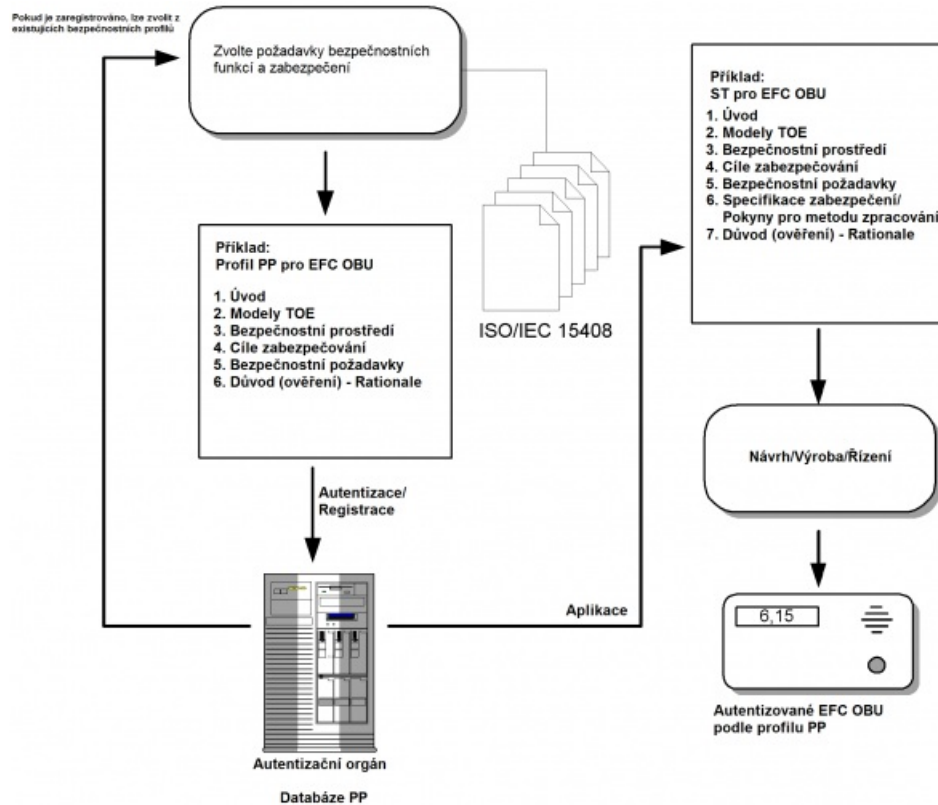 Pokud je zaregistrováno, lze zvolit z
existujících bezpečnostních profilů
Zvolte požadavky bezpečnostních
funkcí a zabezpečení
ISO/IEC 15408
Příklad:
Profil PP pro EFC OBU
1. Úvod
2. Modely TOE
3. Bezpečnostní prostředí
4. Cíle zabezpečování
5. Bezpečnostní požadavky
6. Důvod (ověření) - Rationale
Autentizace/
Registrace
Autentizační orgán
Databáze PP
Aplikace
Příklad:
ST pro EFC OBU
1. Úvod
2. Modely TOE
3. Bezpečnostní prostředí
4. Cíle zabezpečování
5. Bezpečnostní požadavky
6. Specifikace zabezpečení/
Pokyny pro metodu zpracování
7. Důvod (ověření) - Rationale
Návrh/Výroba/Řízení
6,15
Autentizované EFC OBU
podle profilu PP